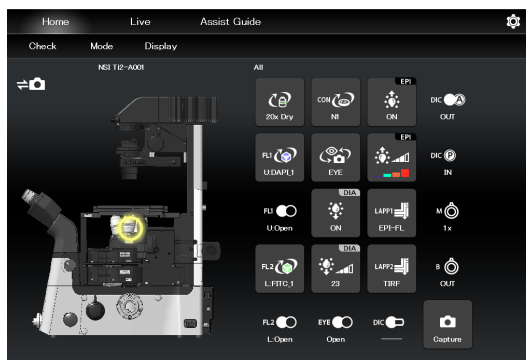 Home Live Assist Guide
Check Mode Display
NSI Ti2-A001
All
20x Dry
CON
N1
EPI
ON
DIC A
OUT
FL1
U:DAPI_1
EYE
EPI
DIC P
IN
FL1
U:Open
DIA
ON
LAPP1
EPI-FL
M
1x
FL2
L:FITC_1
DIA
23
LAPP2
TIRF
B
OUT
FL2
L:Open
EYE
Open
DIC
Capture